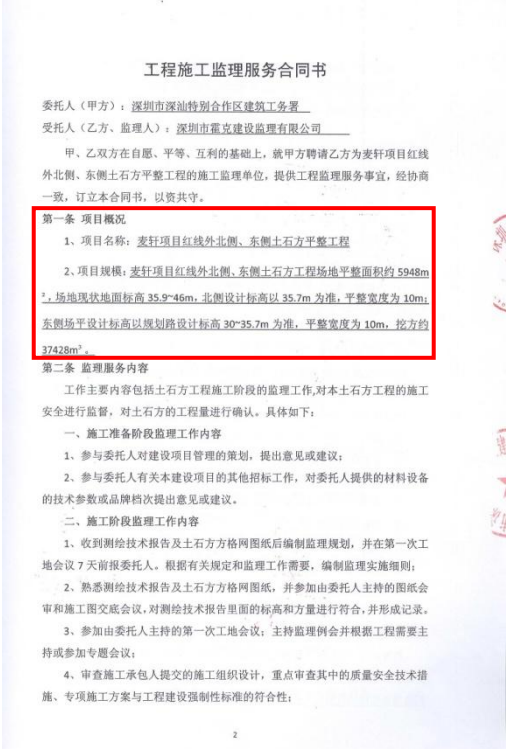 工程施工监理服务合同书
委托人（甲方）：深圳市深汕特别合作区建筑工务署
受托人（乙方、监理人）：深圳市霍克建设监理有限公司
甲、乙双方在自愿、平等、互利的基础上，就甲方聘请乙方为麦轩项目红线
外北侧、东侧土石方平整工程的施工监理单位，提供工程监理服务事宜，经协商
一致，订立本合同书，以资共守。
第一条 项目概况
1、项目名称：麦轩项目红线外北侧、东侧土石方平整工程
2、项目规模：麦轩项目红线外北侧、东侧土石方工程场地平整面积约 5948m
²，场地现状地面标高 35.9~46m，北侧设计标高以 35.7m 为准，平整宽度为 10m；
东侧场平设计标高以规划路设计标高 30~35.7m 为准，平整宽度为 10m，挖方约
37428m³。
第二条 监理服务内容
工作主要内容包括土石方工程施工阶段的监理工作,对本土石方工程的施工
安全进行监督，对土石方的工程量进行确认。具体如下：
一、施工准备阶段监理工作内容
1、参与委托人对建设项目管理的策划，提出意见或建议；
2、参与委托人有关本建设项目的其他招标工作，对委托人提供的材料设备
的技术参数或品牌档次提出意见或建议。
二、施工阶段监理工作内容
1、收到测绘技术报告及土石方方格网图纸后编制监理规划，并在第一次工
地会议 7 天前报委托人。根据有关规定和监理工作需要，编制监理实施细则；
2、熟悉测绘技术报告及土石方方格网图纸，并参加由委托人主持的图纸会
审和施工图交底会议,对测绘技术报告里面的标高和方量进行符合,并形成记录。
3、参加由委托人主持的第一次工地会议；主持监理例会并根据工程需要主
持或参加专题会议；
4、审查施工承包人提交的施工组织设计，重点审查其中的质量安全技术措
施、专项施工方案与工程建设强制性标准的符合性；
2